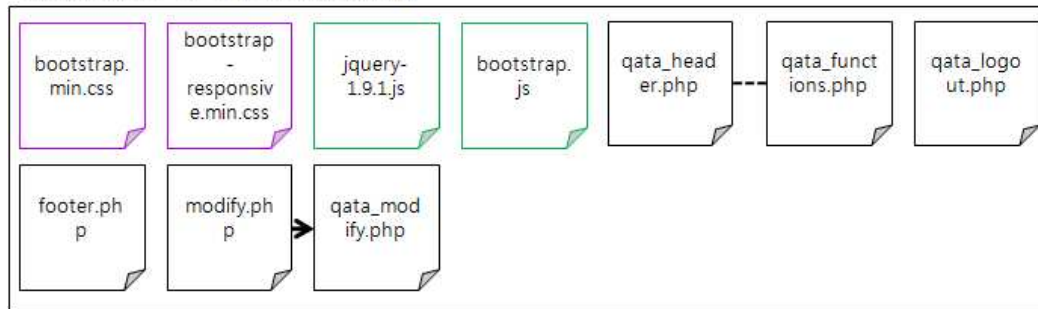 bootstrap.
min.css
bootstrap
-
responsiv
e.min.css
jquery-
1.9.1.js
bootstrap.
js
qata_head
er.php
qata_funct
ions.php
qata_logo
ut.php
footer.ph
p
modify.ph
p
qata_mod
ify.php